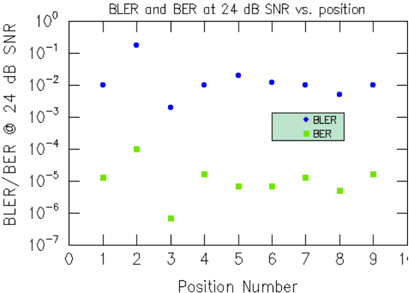 BLER and BER at 24 dB SNR vs. position
BLER/BER @ 24 dB SNR
10^0
10^-1
10^-2
10^-3
10^-4
10^-5
10^-6
10^-7
BLER
BER
0 1 2 3 4 5 6 7 8 9 1
Position Number